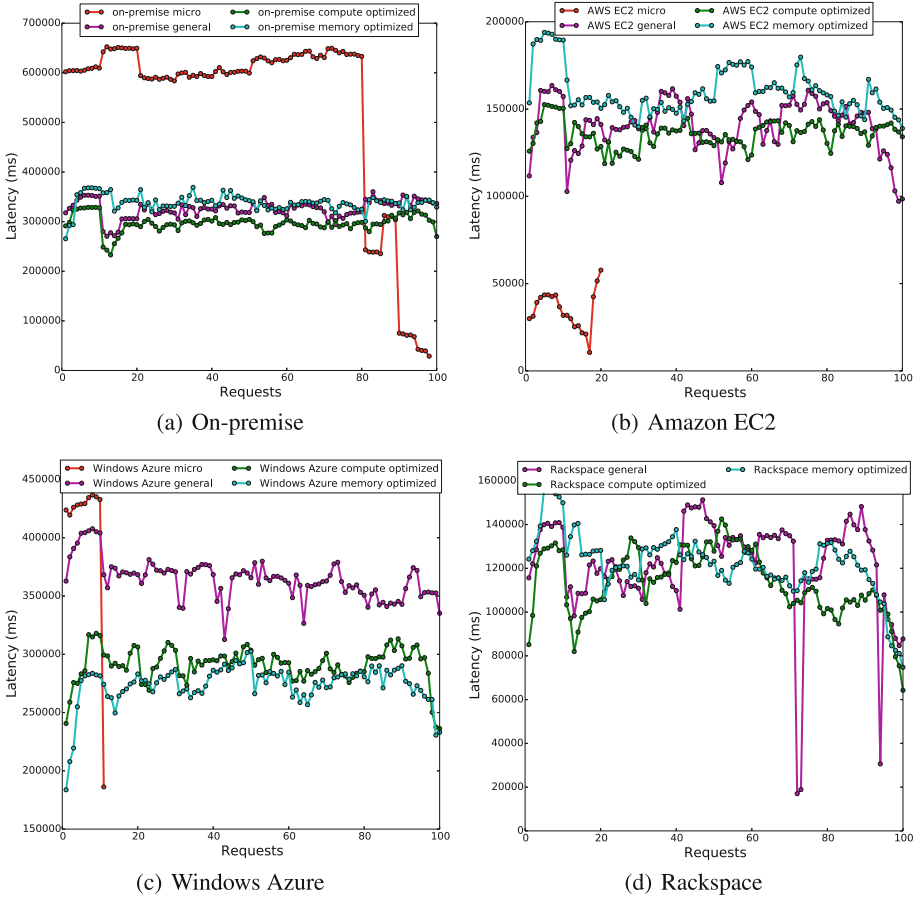 on-premise micro
on-premise general
on-premise compute optimized
on-premise memory optimized
700000
600000
500000
400000
300000
200000
100000
0
Latency (ms)
0 20 40 60 80 100
Requests
(a) On-premise
AWS EC2 micro
AWS EC2 general
AWS EC2 compute optimized
AWS EC2 memory optimized
200000
150000
100000
50000
0
Latency (ms)
0 20 40 60 80 100
Requests
(b) Amazon EC2
Windows Azure micro
Windows Azure general
Windows Azure compute optimized
Windows Azure memory optimized
450000
400000
350000
300000
250000
200000
150000
Latency (ms)
0 20 40 60 80 100
Requests
(c) Windows Azure
Rackspace general
Rackspace compute optimized
Rackspace memory optimized
160000
140000
120000
100000
80000
60000
40000
20000
0
Latency (ms)
0 20 40 60 80 100
Requests
(d) Rackspace